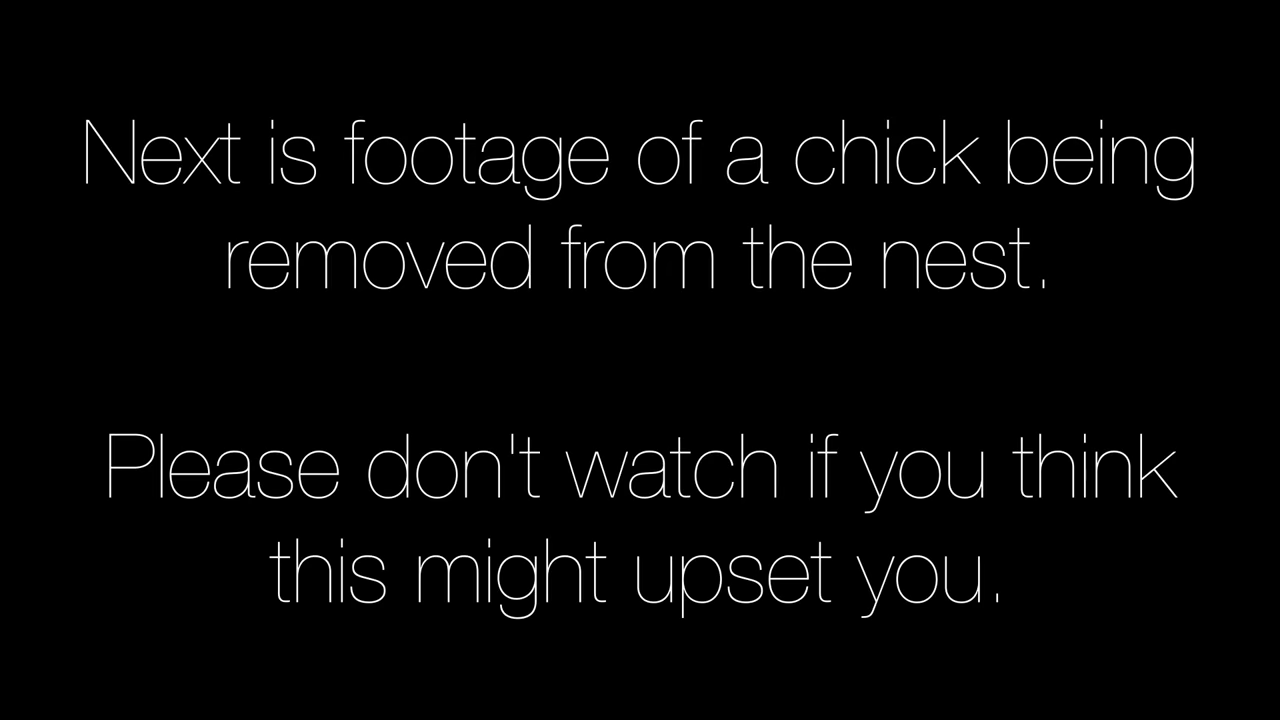 Next is footage of a chick being
removed from the nest.
Please don't watch if you think
this might upset you.